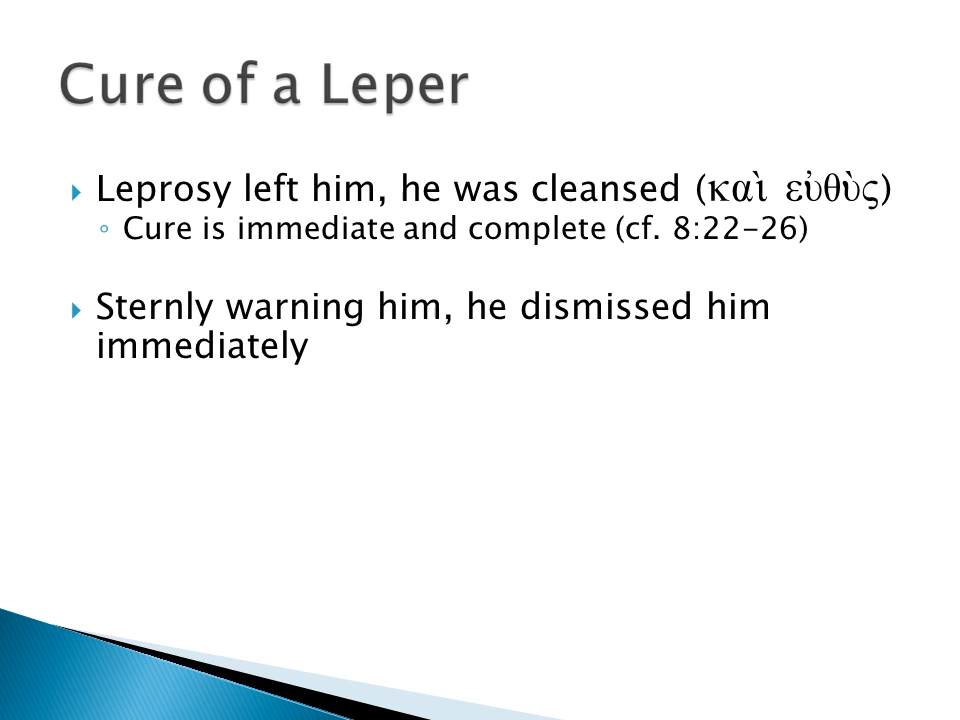 Cure of a Leper
Leprosy left him, he was cleansed (καὶ εὐθὺς)
Cure is immediate and complete (cf. 8:22-26)
Sternly warning him, he dismissed him
immediately